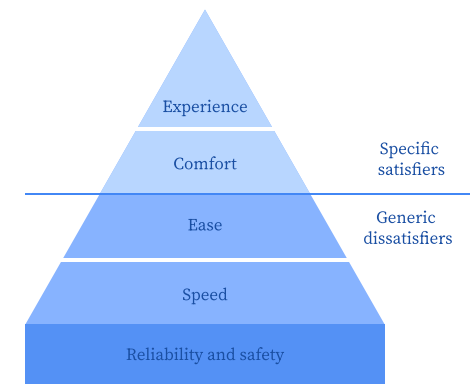 Experience
Comfort
Specific
satisfiers
Ease
Generic
dissatisfiers
Speed
Reliability and safety